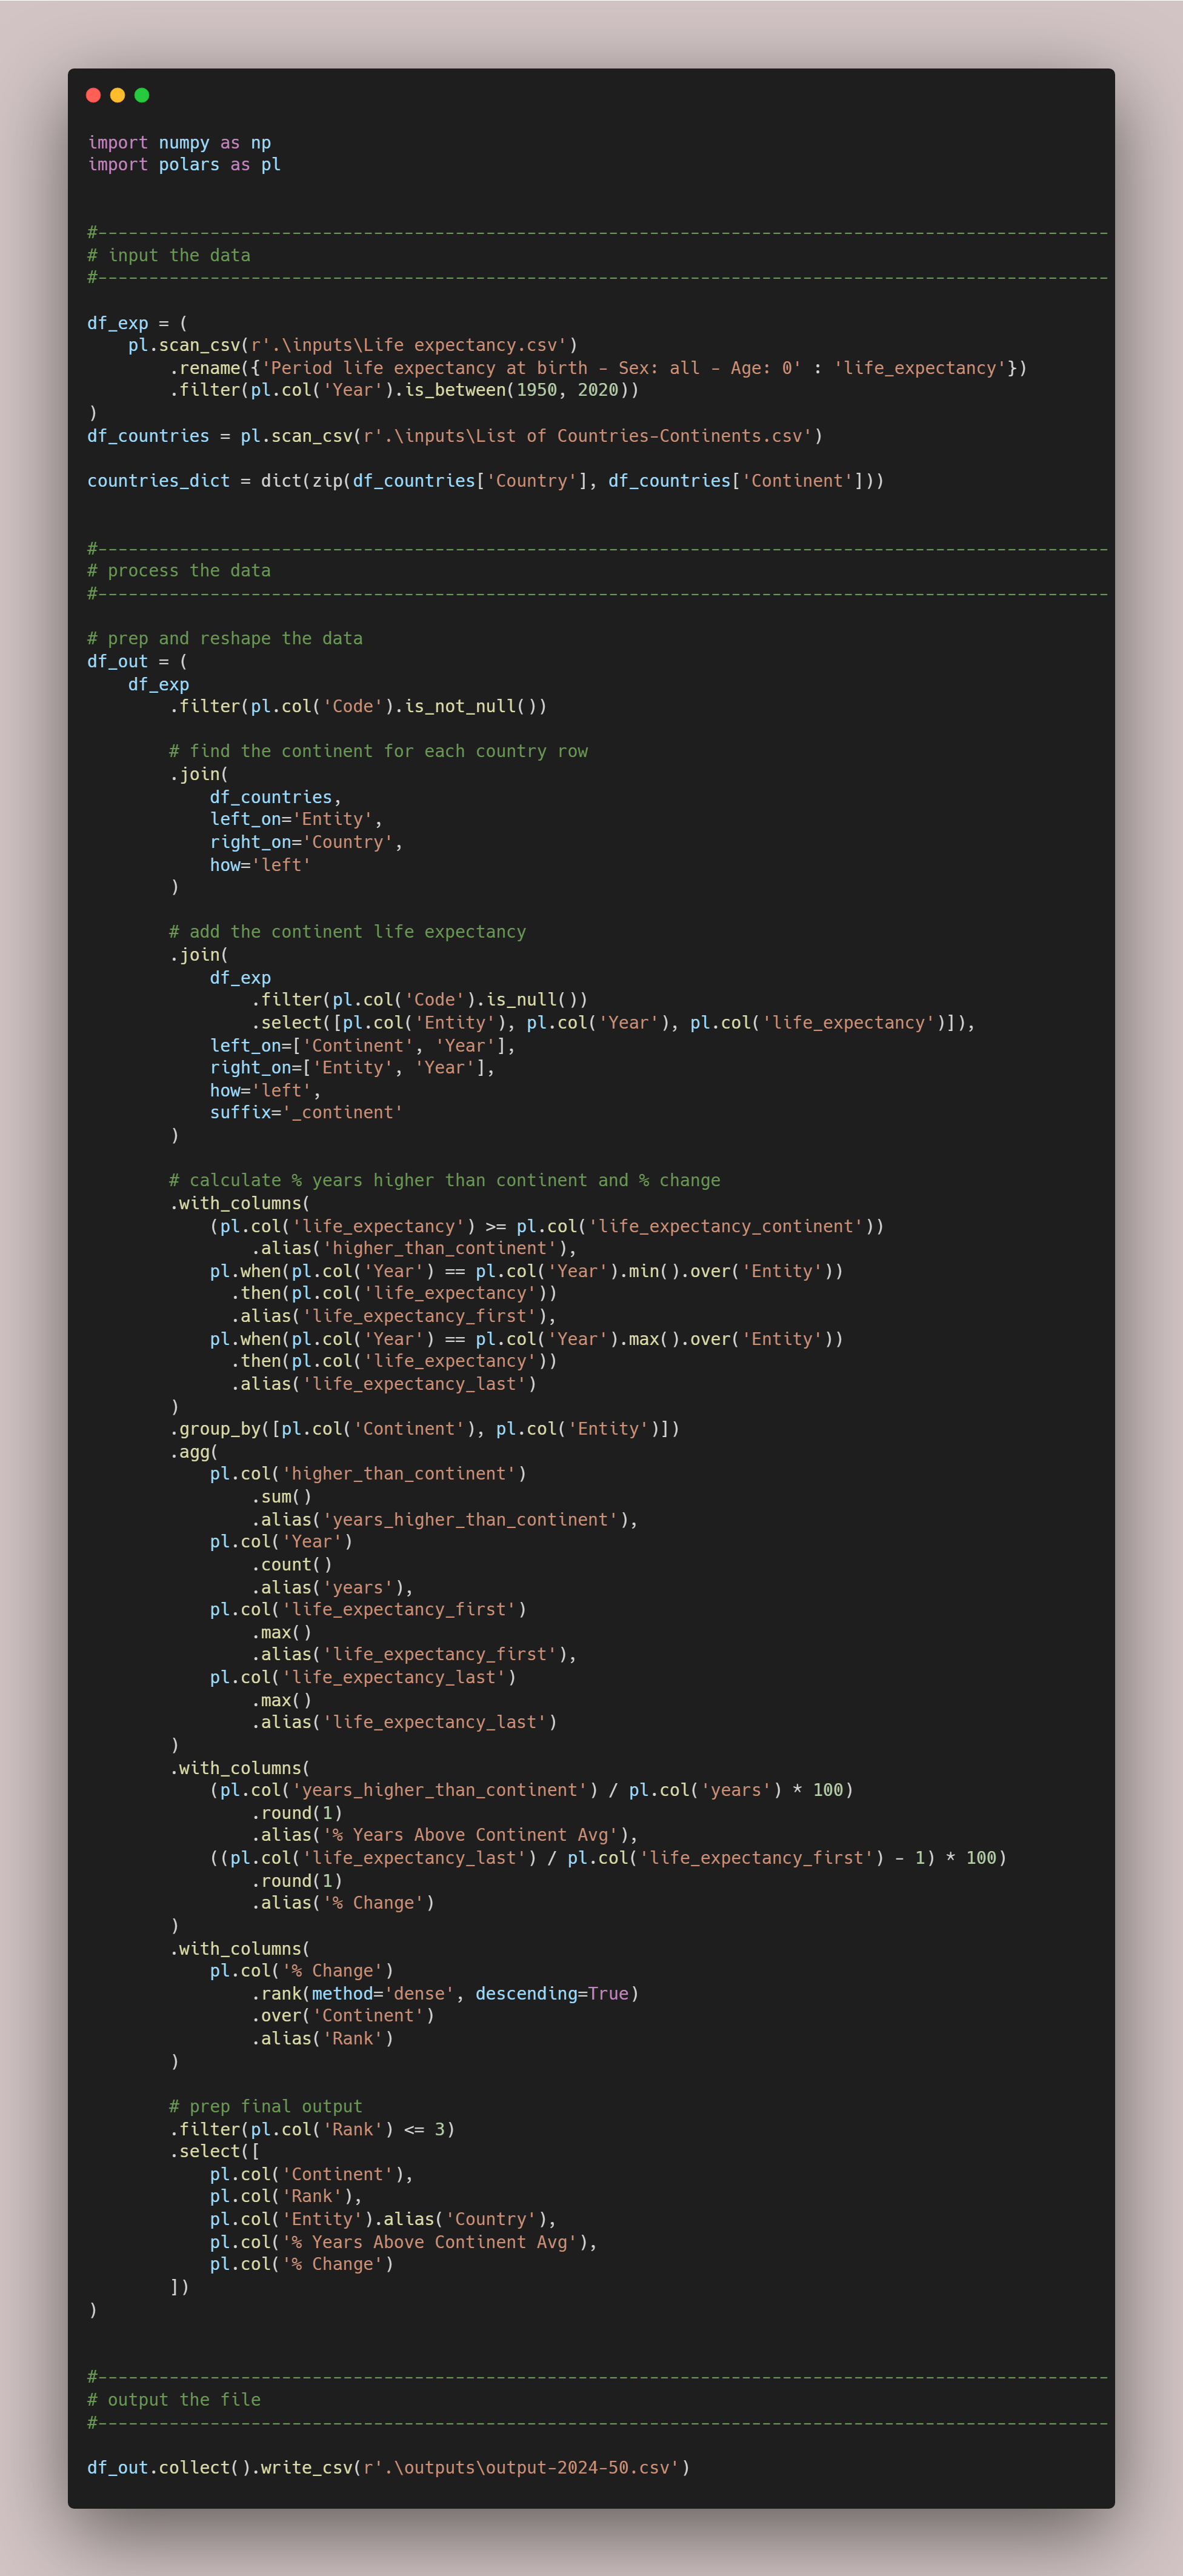 import numpy as np
import polars as pl
#---------------------------------------------------------------------------------------------------
# input the data
#---------------------------------------------------------------------------------------------------
df_exp = (
    pl.scan_csv(r'.\inputs\Life expectancy.csv')
        .rename({'Period life expectancy at birth - Sex: all - Age: 0' : 'life_expectancy'})
        .filter(pl.col('Year').is_between(1950, 2020))
)
df_countries = pl.scan_csv(r'.\inputs\List of Countries-Continents.csv')
countries_dict = dict(zip(df_countries['Country'], df_countries['Continent']))
#---------------------------------------------------------------------------------------------------
# process the data
#---------------------------------------------------------------------------------------------------
# prep and reshape the data
df_out = (
    df_exp
        .filter(pl.col('Code').is_not_null())
        # find the continent for each country row
        .join(
            df_countries,
            left_on='Entity',
            right_on='Country',
            how='left'
        )
        # add the continent life expectancy
        .join(
            df_exp
                .filter(pl.col('Code').is_null())
                .select([pl.col('Entity'), pl.col('Year'), pl.col('life_expectancy')]),
            left_on=['Continent', 'Year'],
            right_on=['Entity', 'Year'],
            how='left',
            suffix='_continent'
        )
        # calculate % years higher than continent and % change
        .with_columns(
            (pl.col('life_expectancy') >= pl.col('life_expectancy_continent'))
                .alias('higher_than_continent'),
            pl.when(pl.col('Year') == pl.col('Year').min().over('Entity'))
              .then(pl.col('life_expectancy'))
              .alias('life_expectancy_first'),
            pl.when(pl.col('Year') == pl.col('Year').max().over('Entity'))
              .then(pl.col('life_expectancy'))
              .alias('life_expectancy_last')
        )
        .group_by([pl.col('Continent'), pl.col('Entity')])
        .agg(
            pl.col('higher_than_continent')
                .sum()
                .alias('years_higher_than_continent'),
            pl.col('Year')
                .count()
                .alias('years'),
            pl.col('life_expectancy_first')
                .max()
                .alias('life_expectancy_first'),
            pl.col('life_expectancy_last')
                .max()
                .alias('life_expectancy_last')
        )
        .with_columns(
            (pl.col('years_higher_than_continent') / pl.col('years') * 100)
                .round(1)
                .alias('% Years Above Continent Avg'),
            ((pl.col('life_expectancy_last') / pl.col('life_expectancy_first') - 1) * 100)
                .round(1)
                .alias('% Change')
        )
        .with_columns(
            pl.col('% Change')
                .rank(method='dense', descending=True)
                .over('Continent')
                .alias('Rank')
        )
        # prep final output
        .filter(pl.col('Rank') <= 3)
        .select([
            pl.col('Continent'),
            pl.col('Rank'),
            pl.col('Entity').alias('Country'),
            pl.col('% Years Above Continent Avg'),
            pl.col('% Change')
        ])
)
#---------------------------------------------------------------------------------------------------
# output the file
#---------------------------------------------------------------------------------------------------
df_out.collect().write_csv(r'.\outputs\output-2024-50.csv')